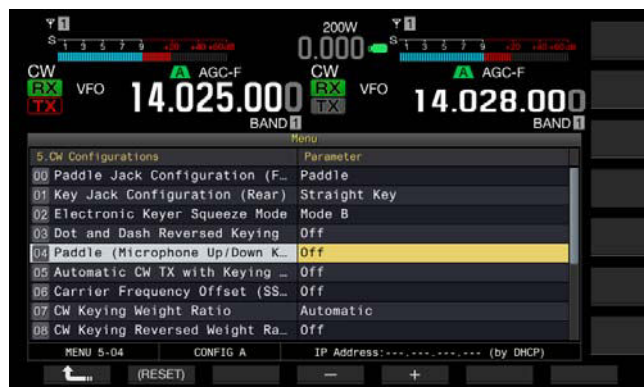 1 200W 1
S 1 3 5 7 9 +20 +40 +60dB 0.000 S 1 3 5 7 9 +20 +40 +60dB
CW A AGC-F CW A AGC-F
RX VFO 14.025.000 RX VFO 14.028.000
TX TX
BAND 1 BAND 1
Menu
5.CW Configurations Parameter
00 Paddle Jack Configuration (F… Paddle
01 Key Jack Configuration (Rear) Straight Key
02 Electronic Keyer Squeeze Mode Mode B
03 Dot and Dash Reversed Keying Off
04 Paddle (Microphone Up/Down K… Off
05 Automatic CW TX with Keying … Off
06 Carrier Frequency Offset (SS… Off
07 CW Keying Weight Ratio Automatic
08 CW Keying Reversed Weight Ra… Off
MENU 5-04 CONFIG A IP Address:---.---.---.--- (by DHCP)
(RESET) − +